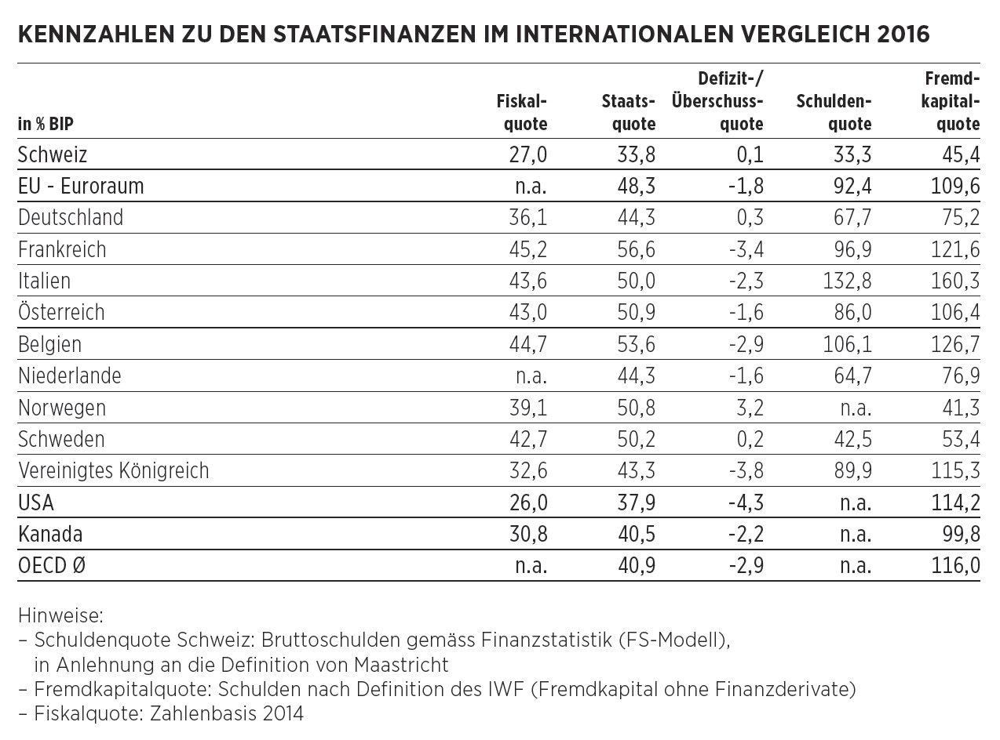 KENNZAHLEN ZU DEN STAATSFINANZEN IM INTERNATIONALEN VERGLEICH 2016
in % BIP Fiskal-quote Staats-quote Defizit-/Überschuss-quote Schulden-quote Fremd-kapital-quote
Schweiz 27,0 33,8 0,1 33,3 45,4
EU - Euroraum n.a. 48,3 -1,8 92,4 109,6
Deutschland 36,1 44,3 0,3 67,7 75,2
Frankreich 45,2 56,6 -3,4 96,9 121,6
Italien 43,6 50,0 -2,3 132,8 160,3
Österreich 43,0 50,9 -1,6 86,0 106,4
Belgien 44,7 53,6 -2,9 106,1 126,7
Niederlande n.a. 44,3 -1,6 64,7 76,9
Norwegen 39,1 50,8 3,2 n.a. 41,3
Schweden 42,7 50,2 0,2 42,5 53,4
Vereinigtes Königreich 32,6 43,3 -3,8 89,9 115,3
USA 26,0 37,9 -4,3 n.a. 114,2
Kanada 30,8 40,5 -2,2 n.a. 99,8
OECD Ø n.a. 40,9 -2,9 n.a. 116,0
Hinweise:
– Schuldenquote Schweiz: Bruttoschulden gemäss Finanzstatistik (FS-Modell),
in Anlehnung an die Definition von Maastricht
– Fremdkapitalquote: Schulden nach Definition des IWF (Fremdkapital ohne Finanzderivate)
– Fiskalquote: Zahlenbasis 2014